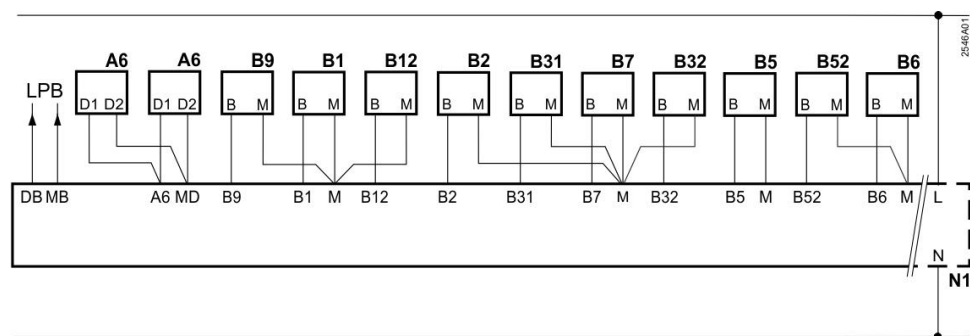 2546A01
A6 A6 B9 B1 B12 B2 B31 B7 B32 B5 B52 B6
LPB
D1 D2 D1 D2 B M B M B M B M B M B M B M B M B M B M
DB MB A6 MD B9 B1 M B12 B2 B31 B7 M B32 B5 M B52 B6 M L
N
N1